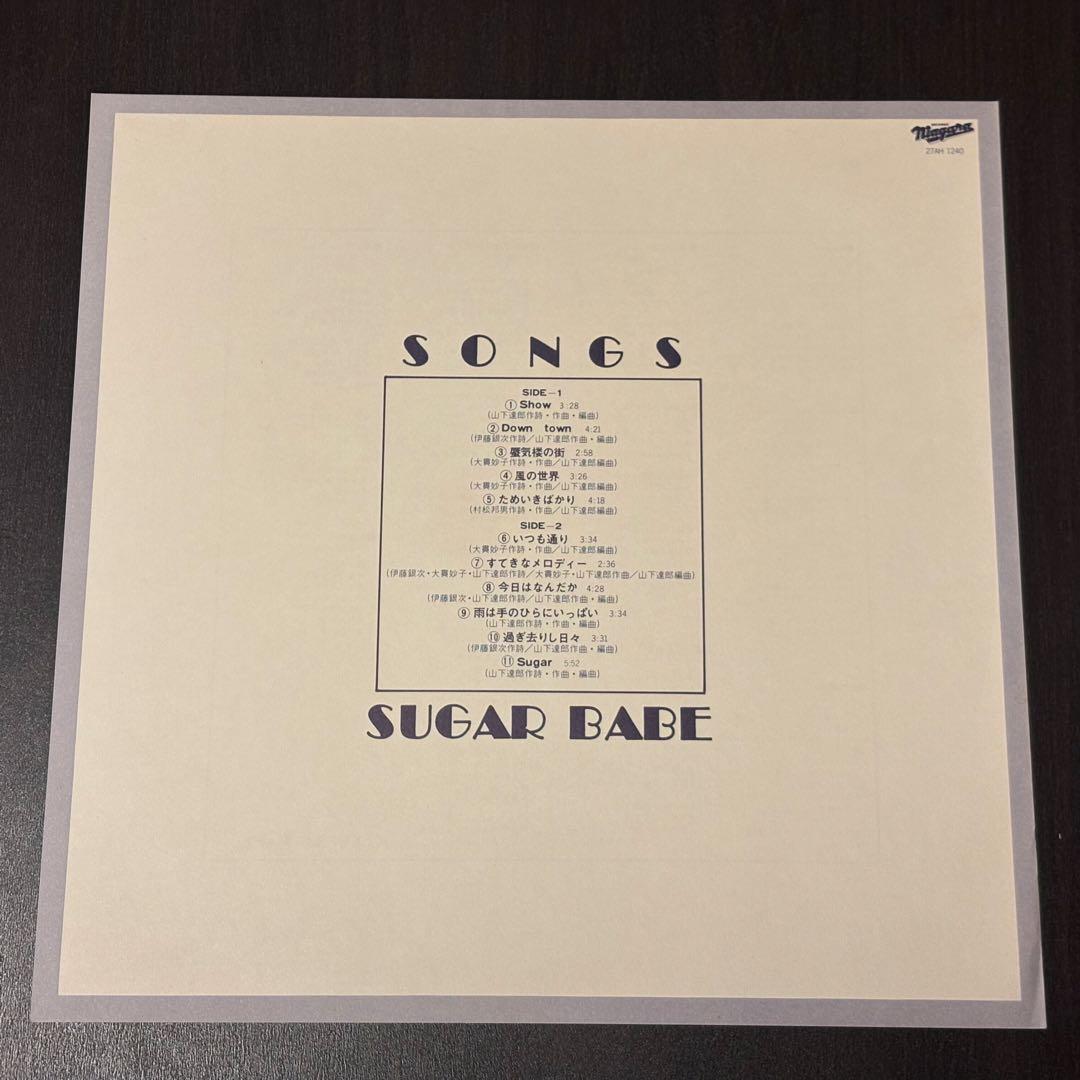 RECORDS
Niagara
27AH 1240
SONGS
SIDE-1
①Show 3:28
(山下達郎作詩・作曲・編曲)
②Down town 4:21
(伊藤銀次作詩/山下達郎作曲・編曲)
③蜃気楼の街 2:58
(大貫妙子作詩・作曲/山下達郎編曲)
④風の世界 3:26
(大貫妙子作詩・作曲/山下達郎編曲)
⑤ためいきばかり 4:18
(村松邦男作詩・作曲/山下達郎編曲)
SIDE-2
⑥いつも通り 3:34
(大貫妙子作詩・作曲/山下達郎編曲)
⑦すてきなメロディー 2:36
(伊藤銀次・大貫妙子・山下達郎作詩/大貫妙子・山下達郎作曲/山下達郎編曲)
⑧今日はなんだか 4:28
(伊藤銀次・山下達郎作詩/山下達郎作曲・編曲)
⑨雨は手のひらにいっぱい 3:34
(山下達郎作詩・作曲・編曲)
⑩過ぎ去りし日々 3:31
(伊藤銀次作詩/山下達郎作曲・編曲)
⑪Sugar 5:52
(山下達郎作詩・作曲・編曲)
SUGAR BABE